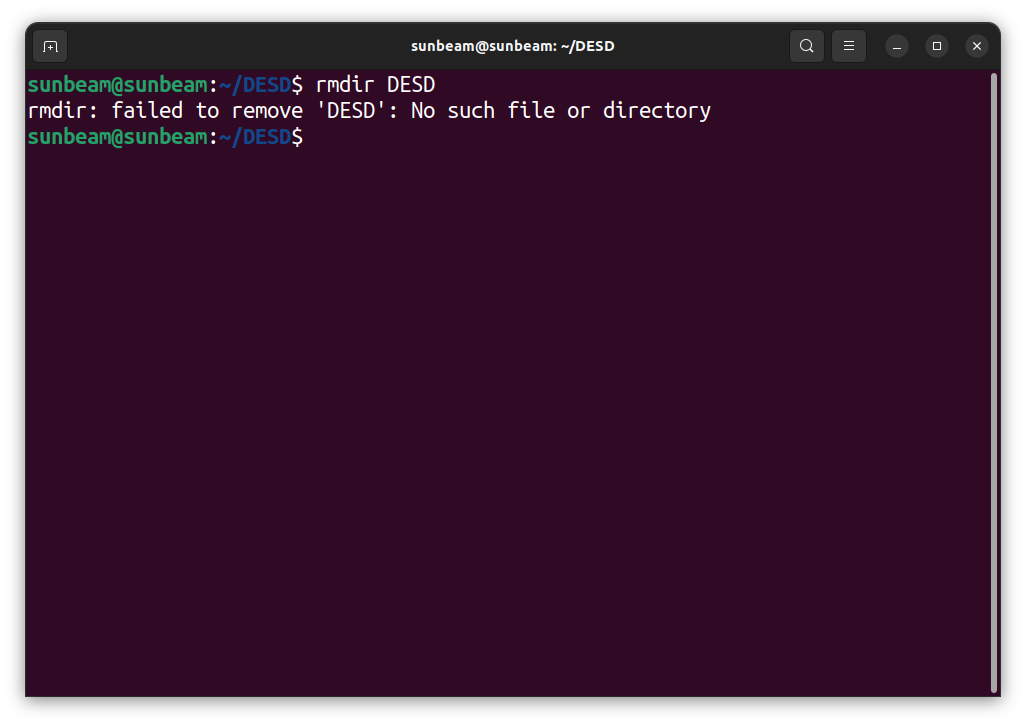 sunbeam@sunbeam: ~/DESD
sunbeam@sunbeam:~/DESD$ rmdir DESD
rmdir: failed to remove 'DESD': No such file or directory
sunbeam@sunbeam:~/DESD$